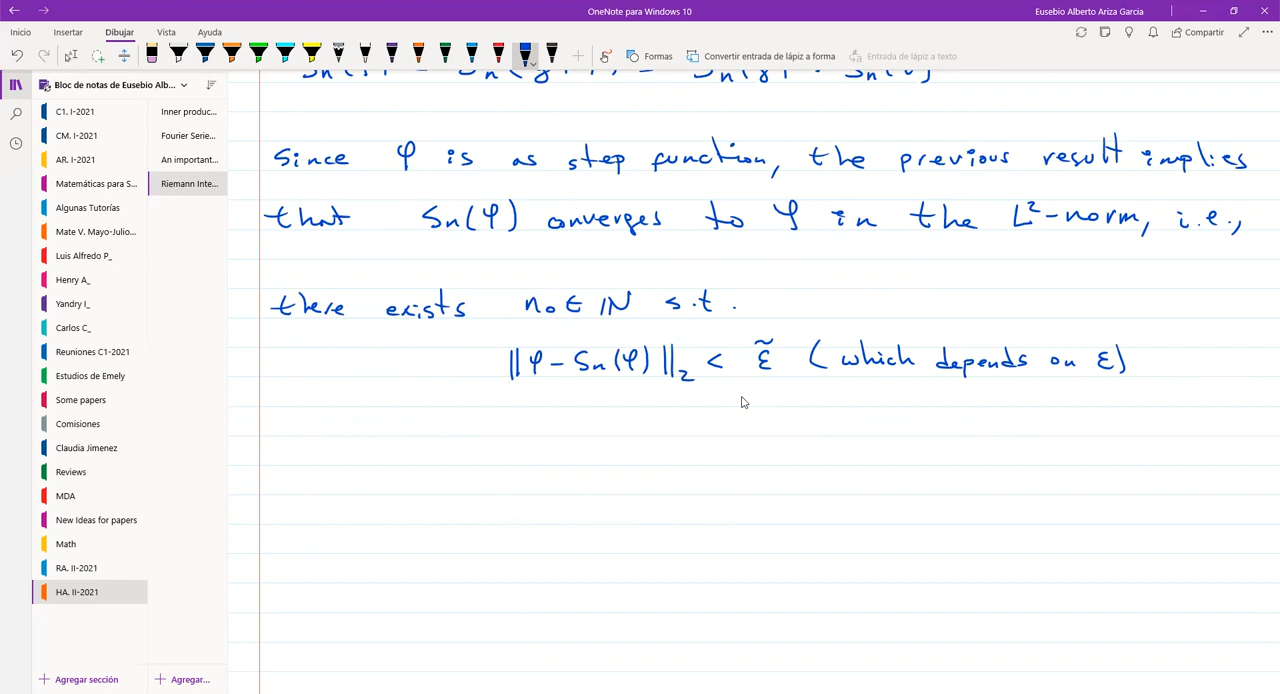 OneNote para Windows 10
Eusebio Alberto Ariza Garcia
Inicio Insertar Dibujar Vista Ayuda
Compartir
Formas Convertir entrada de lápiz a forma Entrada de lápiz a texto
Bloc de notas de Eusebio Alb...
C1. I-2021
CM. I-2021
AR. I-2021
Matemáticas para S...
Algunas Tutorías
Mate V. Mayo-Julio...
Luis Alfredo P_
Henry A_
Yandry I_
Carlos C_
Reuniones C1-2021
Estudios de Emely
Some papers
Comisiones
Claudia Jimenez
Reviews
MDA
New Ideas for papers
Math
RA. II-2021
HA. II-2021
Agregar sección
Inner produc...
Fourier Serie...
An important...
Riemann Inte...
Agregar...
Since φ is as step function, the previous result implies
that Sn(φ) converges to φ in the L²-norm, i.e.,
there exists n₀ ∈ ℕ s.t.
||φ - Sn(φ)||₂ < ε̃ (which depends on ε)